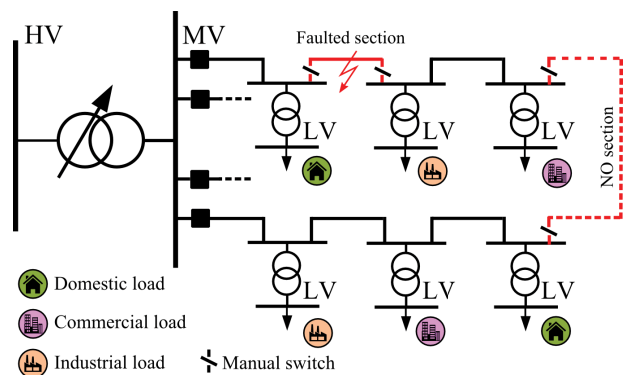 HV
MV
Faulted section
LV
LV
LV
NO section
LV
LV
LV
Domestic load
Commercial load
Industrial load
Manual switch